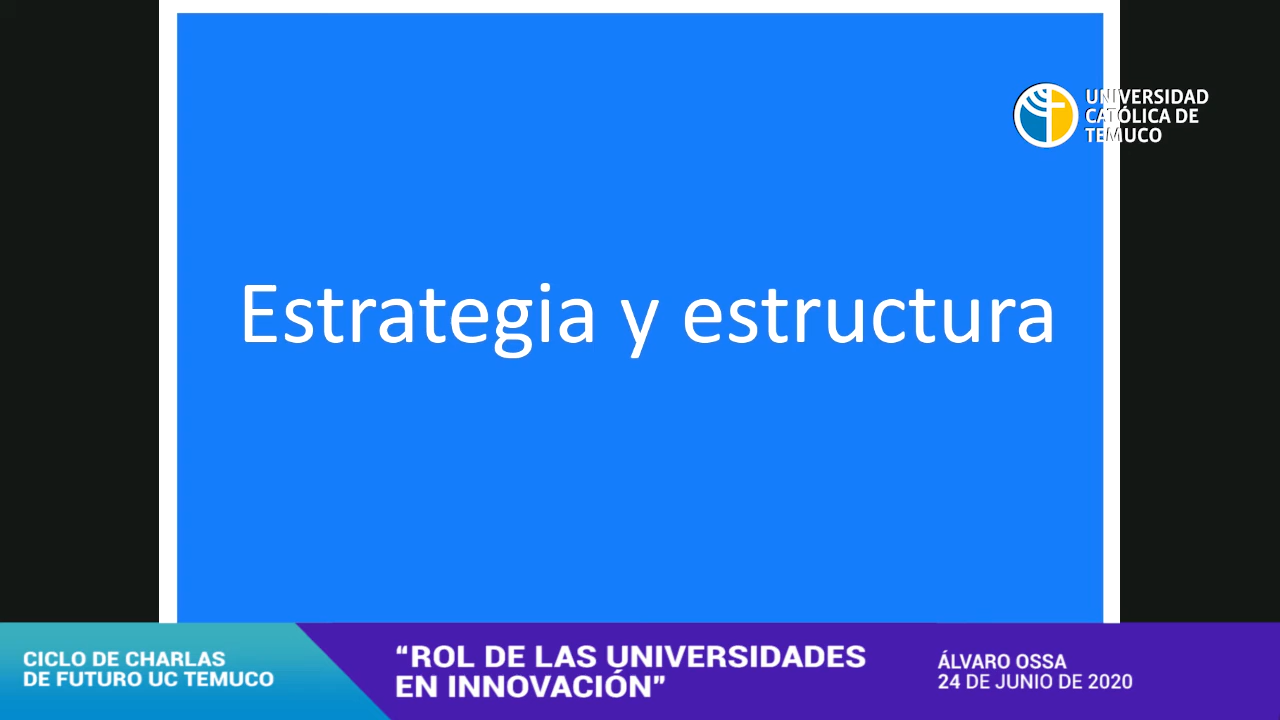 UNIVERSIDAD
CATÓLICA DE
TEMUCO
Estrategia y estructura
CICLO DE CHARLAS
DE FUTURO UC TEMUCO
“ROL DE LAS UNIVERSIDADES
EN INNOVACIÓN”
ÁLVARO OSSA
24 DE JUNIO DE 2020